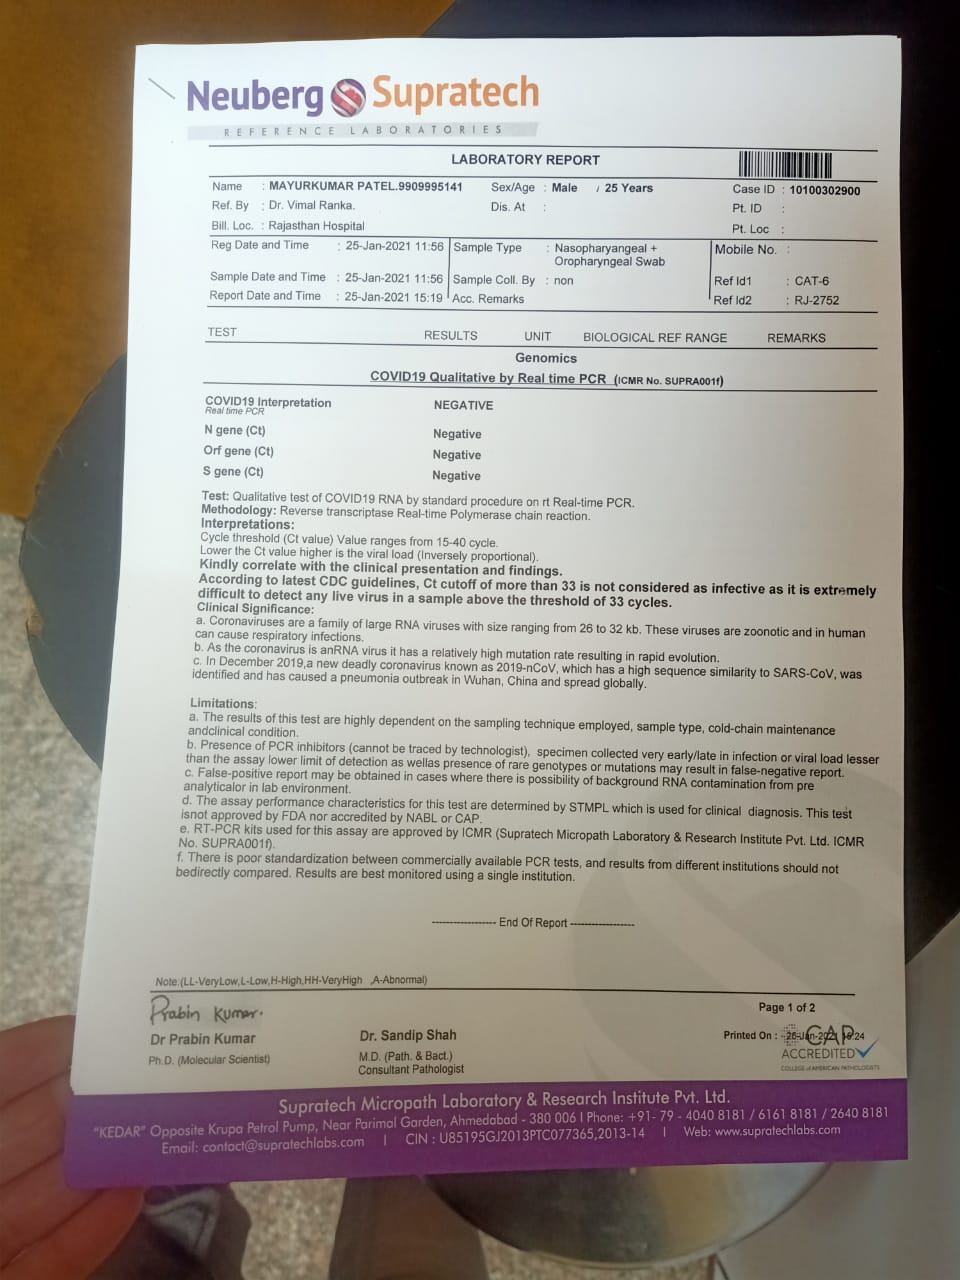 Neuberg Supratech
REFERENCE LABORATORIES
LABORATORY REPORT
Name : MAYURKUMAR PATEL.9909995141 Sex/Age : Male / 25 Years Case ID : 10100302900
Ref. By : Dr. Vimal Ranka. Dis. At : Pt. ID :
Bill. Loc. : Rajasthan Hospital Pt. Loc :
Reg Date and Time : 25-Jan-2021 11:56 Sample Type : Nasopharyangeal + Mobile No. :
Oropharyngeal Swab
Sample Date and Time : 25-Jan-2021 11:56 Sample Coll. By : non Ref Id1 : CAT-6
Report Date and Time : 25-Jan-2021 15:19 Acc. Remarks Ref Id2 : RJ-2752
TEST RESULTS UNIT BIOLOGICAL REF RANGE REMARKS
Genomics
COVID19 Qualitative by Real time PCR (ICMR No. SUPRA001f)
COVID19 Interpretation NEGATIVE
Real time PCR
N gene (Ct) Negative
Orf gene (Ct) Negative
S gene (Ct) Negative
Test: Qualitative test of COVID19 RNA by standard procedure on rt Real-time PCR.
Methodology: Reverse transcriptase Real-time Polymerase chain reaction.
Interpretations:
Cycle threshold (Ct value) Value ranges from 15-40 cycle.
Lower the Ct value higher is the viral load (Inversely proportional).
Kindly correlate with the clinical presentation and findings.
According to latest CDC guidelines, Ct cutoff of more than 33 is not considered as infective as it is extremely
difficult to detect any live virus in a sample above the threshold of 33 cycles.
Clinical Significance:
a. Coronaviruses are a family of large RNA viruses with size ranging from 26 to 32 kb. These viruses are zoonotic and in human
can cause respiratory infections.
b. As the coronavirus is anRNA virus it has a relatively high mutation rate resulting in rapid evolution.
c. In December 2019,a new deadly coronavirus known as 2019-nCoV, which has a high sequence similarity to SARS-CoV, was
identified and has caused a pneumonia outbreak in Wuhan, China and spread globally.
Limitations:
a. The results of this test are highly dependent on the sampling technique employed, sample type, cold-chain maintenance
andclinical condition.
b. Presence of PCR inhibitors (cannot be traced by technologist), specimen collected very early/late in infection or viral load lesser
than the assay lower limit of detection as wellas presence of rare genotypes or mutations may result in false-negative report.
c. False-positive report may be obtained in cases where there is possibility of background RNA contamination from pre
analyticalor in lab environment.
d. The assay performance characteristics for this test are determined by STMPL which is used for clinical diagnosis. This test
isnot approved by FDA nor accredited by NABL or CAP.
e. RT-PCR kits used for this assay are approved by ICMR (Supratech Micropath Laboratory & Research Institute Pvt. Ltd. ICMR
No. SUPRA001f).
f. There is poor standardization between commercially available PCR tests, and results from different institutions should not
bedirectly compared. Results are best monitored using a single institution.
------------------ End Of Report ------------------
Note:(LL-VeryLow,L-Low,H-High,HH-VeryHigh ,A-Abnormal)
Prabin Kumar.
Page 1 of 2
Dr Prabin Kumar Dr. Sandip Shah Printed On :
Ph.D. (Molecular Scientist) M.D. (Path. & Bact.)
Consultant Pathologist
CAP
ACCREDITED
COLLEGE of AMERICAN PATHOLOGISTS
Supratech Micropath Laboratory & Research Institute Pvt. Ltd.
"KEDAR" Opposite Krupa Petrol Pump, Near Parimal Garden, Ahmedabad - 380 006 I Phone: +91- 79 - 4040 8181 / 6161 8181 / 2640 8181
Email: contact@supratechlabs.com I CIN : U85195GJ2013PTC077365,2013-14 I Web: www.supratechlabs.com